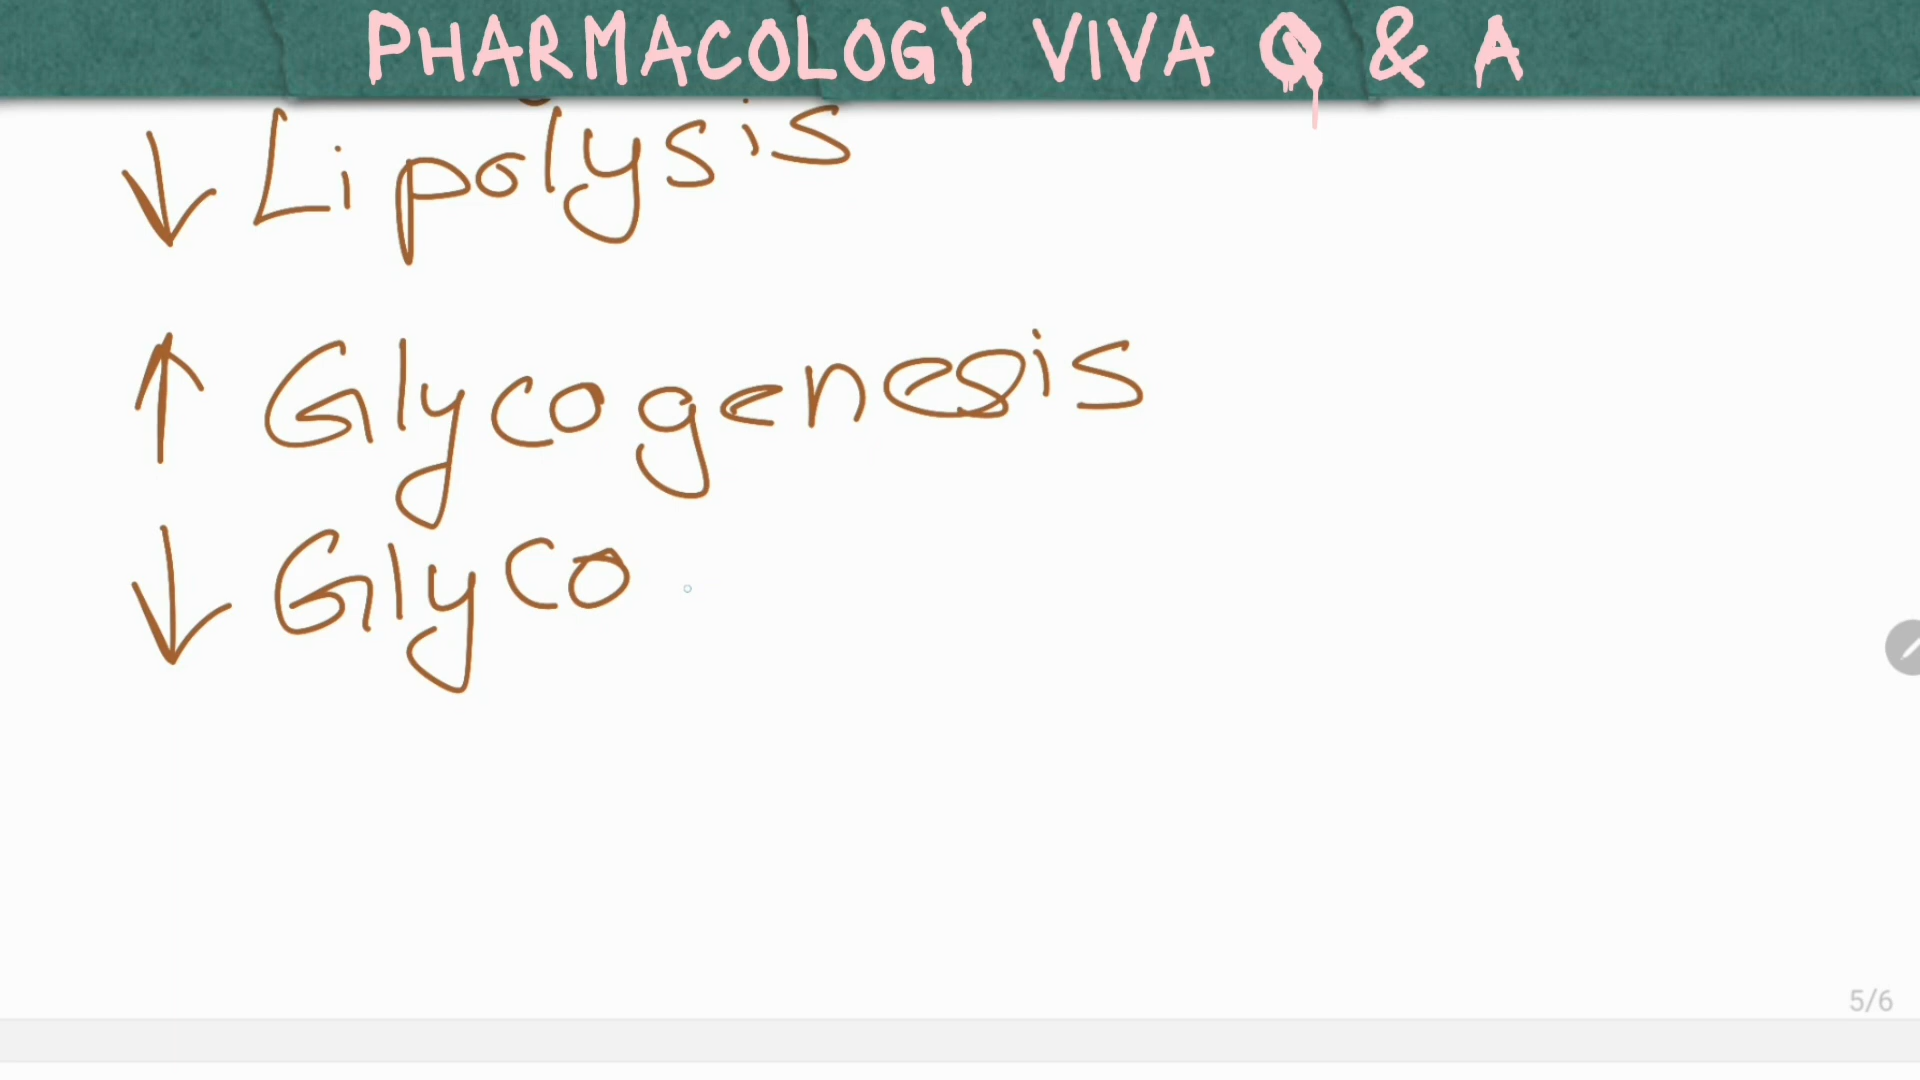 PHARMACOLOGY VIVA Q & A
↓ Lipolysis
↑ Glycogenesis
↓ Glyco
5/6